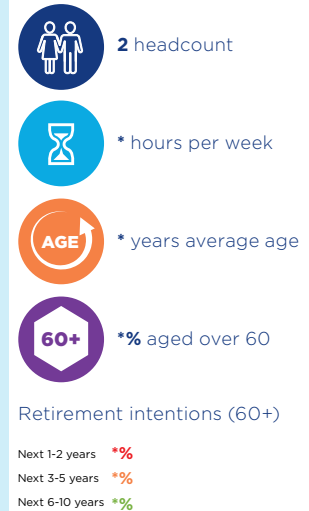 2 headcount
* hours per week
AGE
* years average age
60+
*% aged over 60
Retirement intentions (60+)
Next 1-2 years *%
Next 3-5 years *%
Next 6-10 years *%